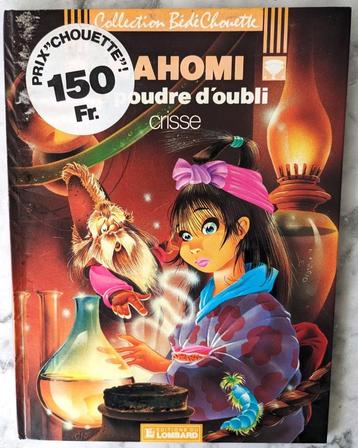 Collection BédéChouette
PRIX "CHOUETTE"!
150
Fr.
AHOMI
poudre d'oubli
crisse
EDITIONS DU
LOMBARD